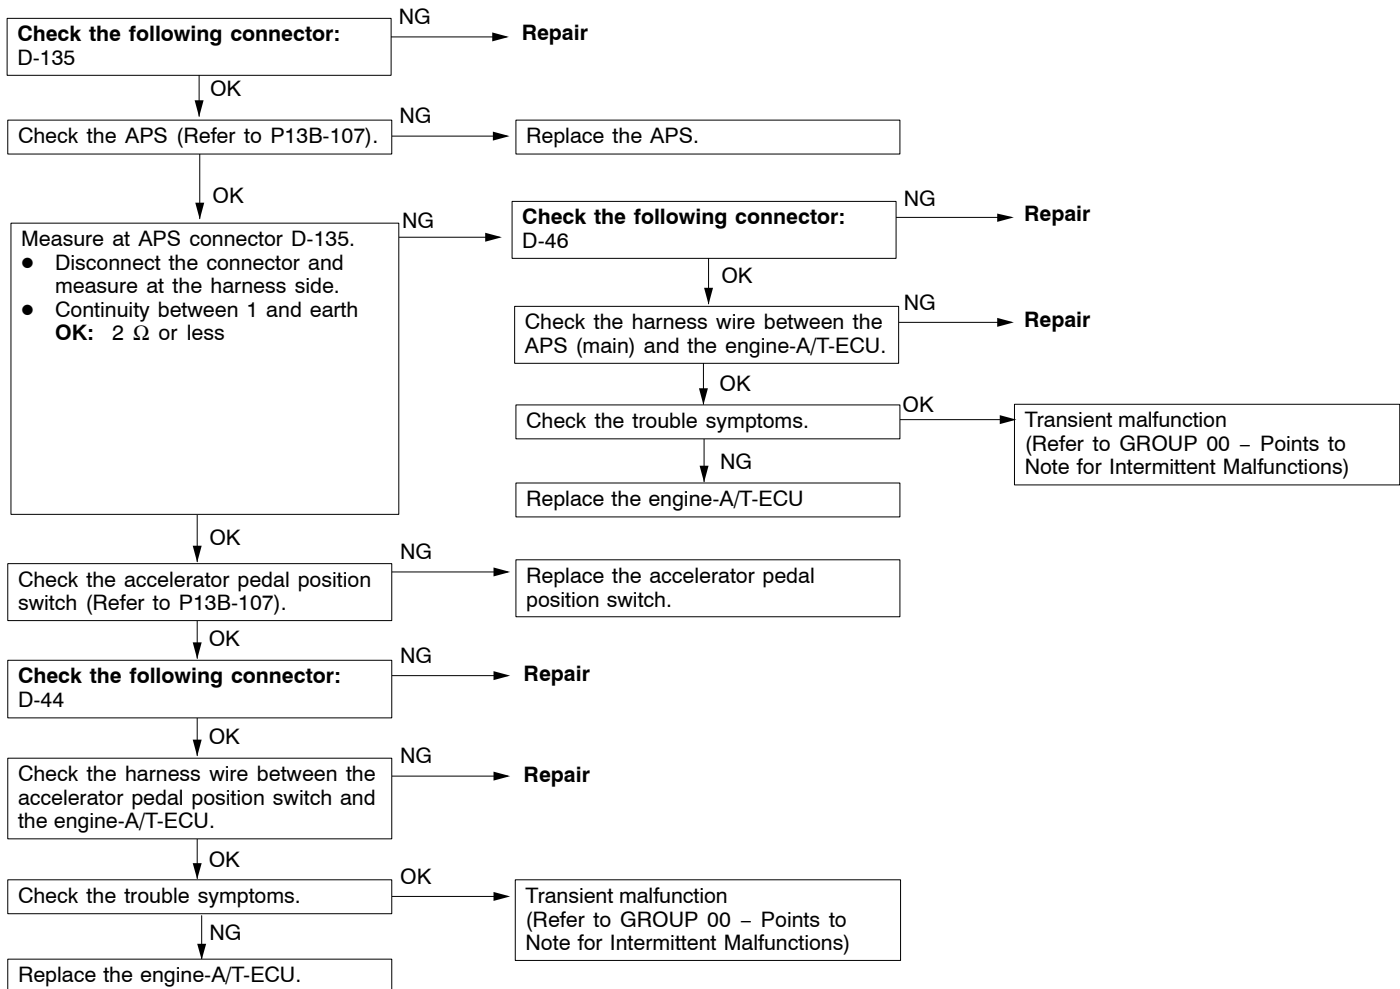 Check the following connector:
D-135
NG
Repair
OK
Check the APS (Refer to P13B-107).
NG
Replace the APS.
OK
Measure at APS connector D-135.
● Disconnect the connector and
measure at the harness side.
● Continuity between 1 and earth
OK: 2 Ω or less
NG
Check the following connector:
D-46
NG
Repair
OK
Check the harness wire between the
APS (main) and the engine-A/T-ECU.
NG
Repair
OK
Check the trouble symptoms.
OK
Transient malfunction
(Refer to GROUP 00 – Points to
Note for Intermittent Malfunctions)
NG
Replace the engine-A/T-ECU
OK
Check the accelerator pedal position
switch (Refer to P13B-107).
NG
Replace the accelerator pedal
position switch.
OK
Check the following connector:
D-44
NG
Repair
OK
Check the harness wire between the
accelerator pedal position switch and
the engine-A/T-ECU.
NG
Repair
OK
Check the trouble symptoms.
OK
Transient malfunction
(Refer to GROUP 00 – Points to
Note for Intermittent Malfunctions)
NG
Replace the engine-A/T-ECU.